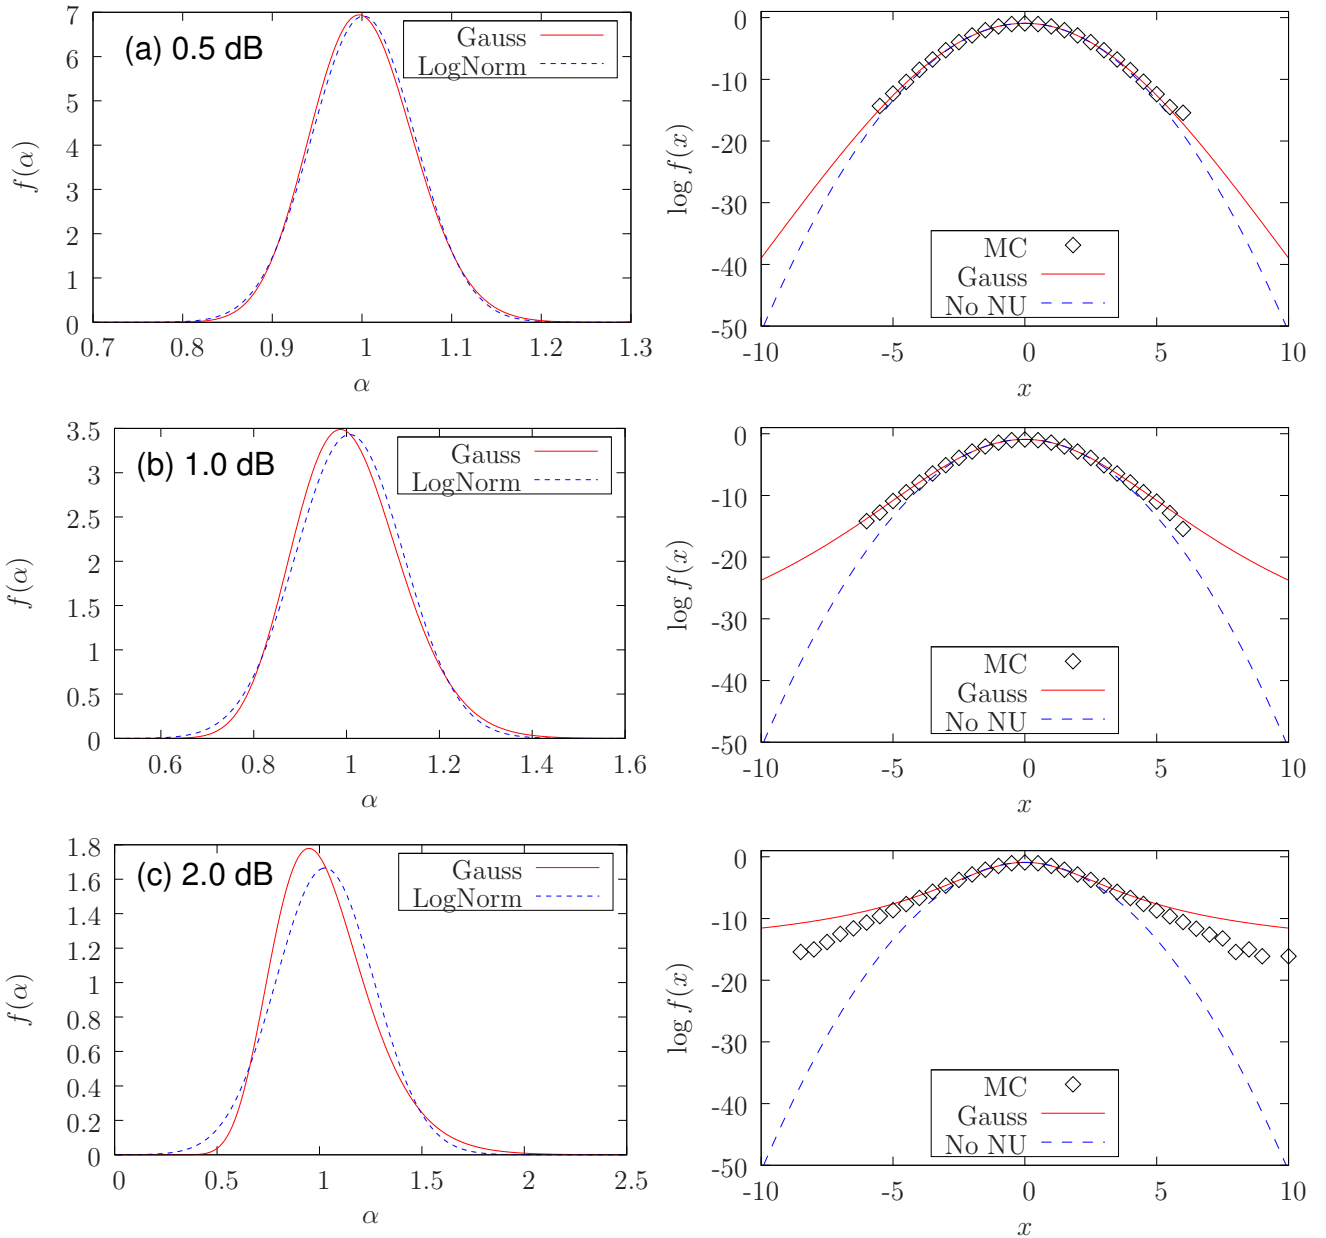 (a) 0.5 dB
Gauss
LogNorm
f(α)
7
6
5
4
3
2
1
0
0.7 0.8 0.9 1 1.1 1.2 1.3
α
log f(x)
0
-10
-20
-30
-40
-50
MC
Gauss
No NU
-10 -5 0 5 10
x
(b) 1.0 dB
Gauss
LogNorm
f(α)
3.5
3
2.5
2
1.5
1
0.5
0
0.6 0.8 1 1.2 1.4 1.6
α
log f(x)
0
-10
-20
-30
-40
-50
MC
Gauss
No NU
-10 -5 0 5 10
x
(c) 2.0 dB
Gauss
LogNorm
f(α)
1.8
1.6
1.4
1.2
1
0.8
0.6
0.4
0.2
0
0 0.5 1 1.5 2 2.5
α
log f(x)
0
-10
-20
-30
-40
-50
MC
Gauss
No NU
-10 -5 0 5 10
x